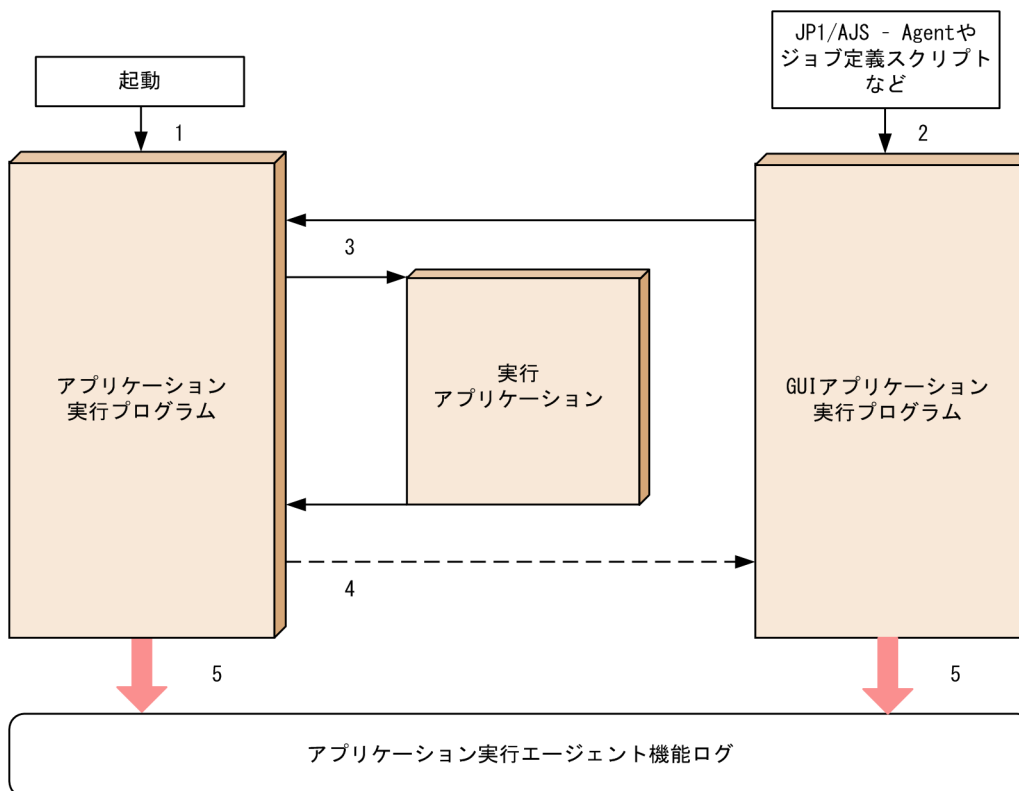 起動
JP1/AJS - Agentや
ジョブ定義スクリプト
など
1
2
3
アプリケーション
実行プログラム
実行
アプリケーション
GUIアプリケーション
実行プログラム
4
5
5
アプリケーション実行エージェント機能ログ